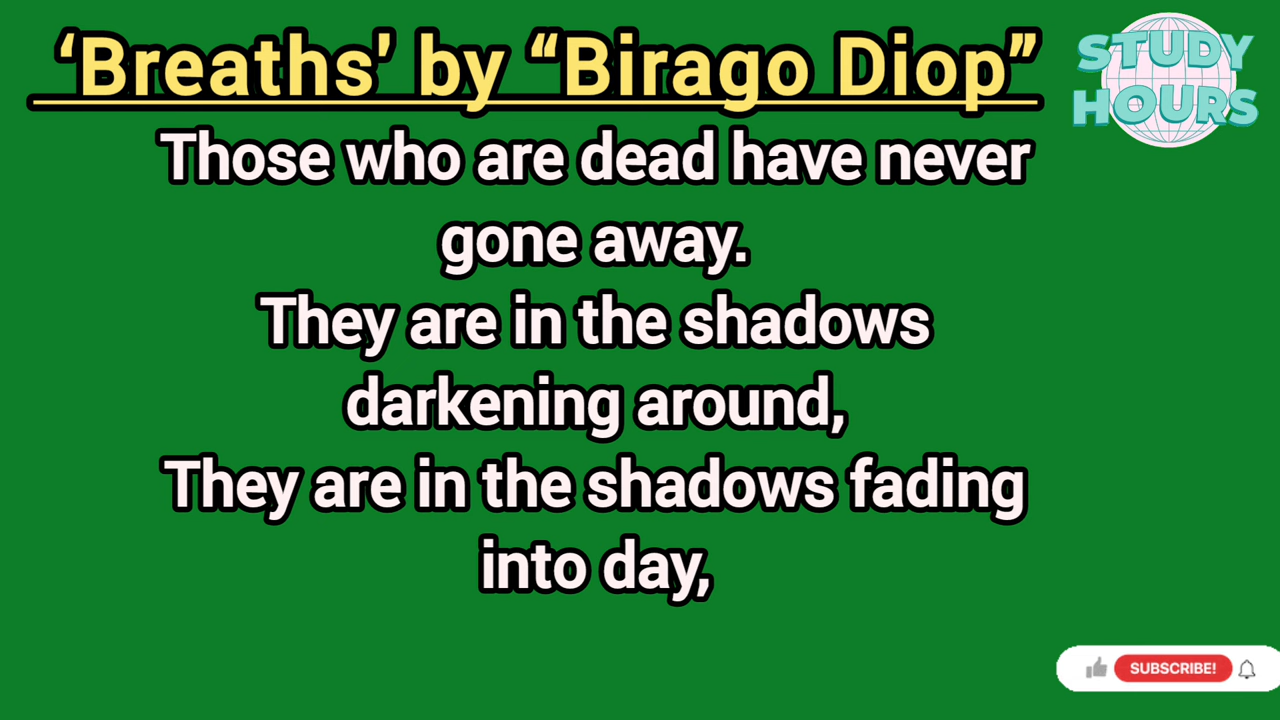 ‘Breaths’ by “Birago Diop”
STUDY
HOURS
Those who are dead have never
gone away.
They are in the shadows
darkening around,
They are in the shadows fading
into day,
SUBSCRIBE!